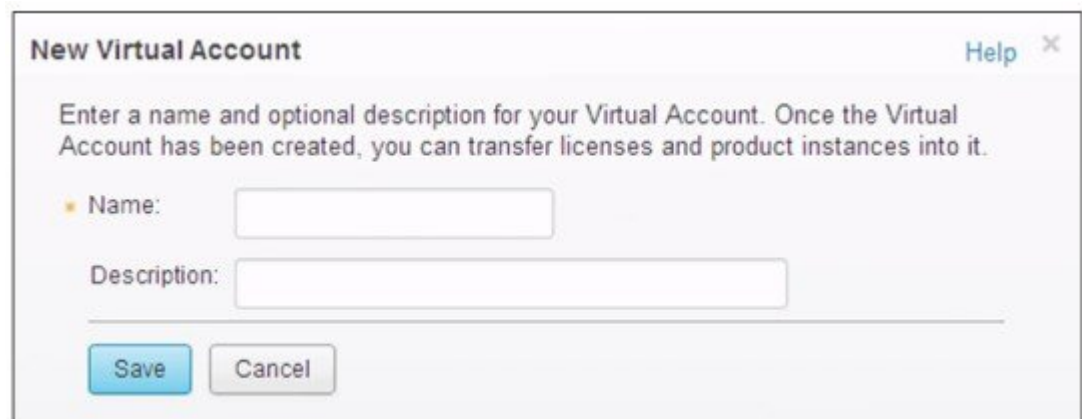 New Virtual Account
Help ×
Enter a name and optional description for your Virtual Account. Once the Virtual
Account has been created, you can transfer licenses and product instances into it.
* Name:
Description:
Save Cancel